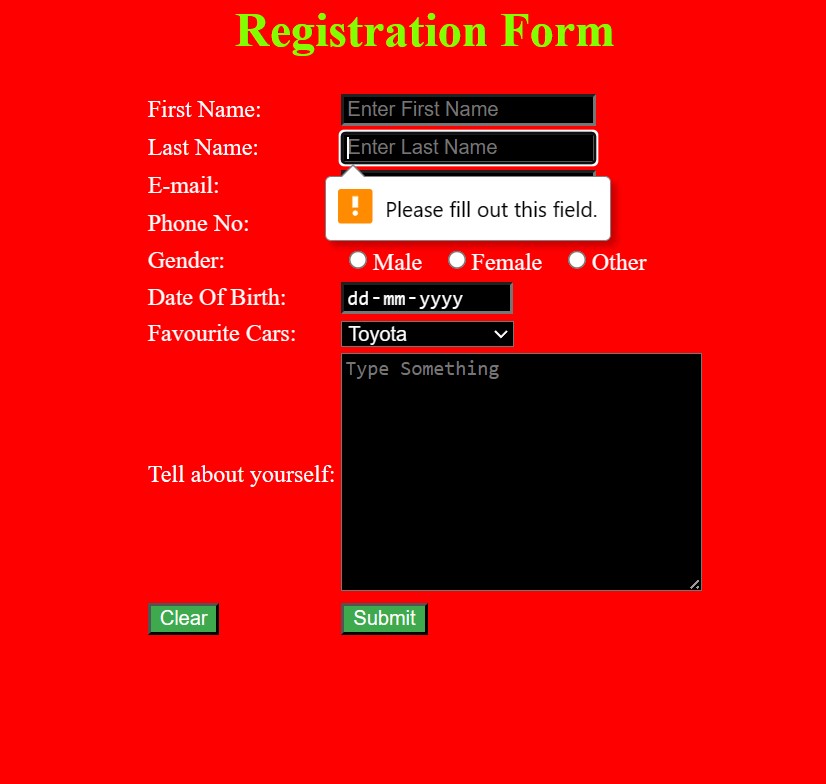 Registration Form
First Name: Enter First Name
Last Name: Enter Last Name
E-mail:
Please fill out this field.
Phone No:
Gender: Male Female Other
Date Of Birth: dd-mm-yyyy
Favourite Cars: Toyota
Type Something
Tell about yourself:
Clear Submit